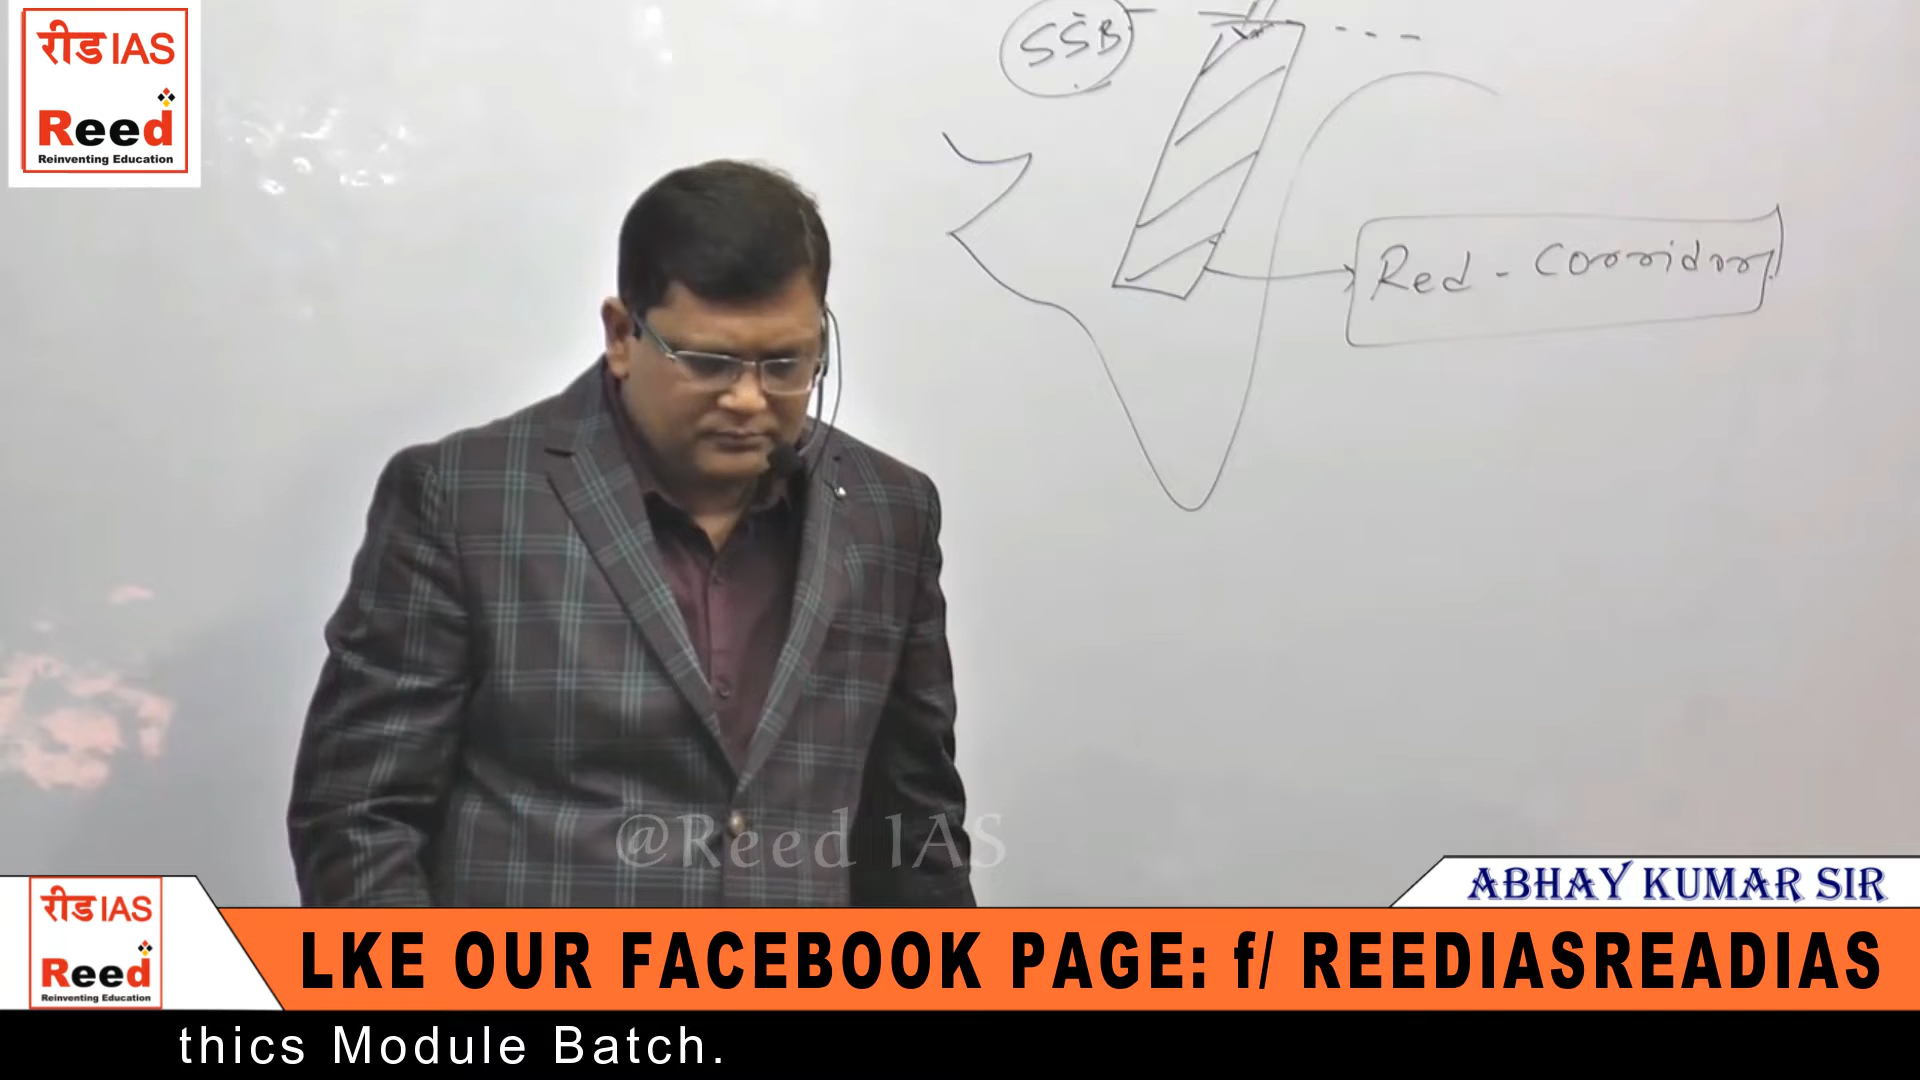 रीड IAS
Reed
Reinventing Education
SSB
Red - Corridor
@Reed IAS
ABHAY KUMAR SIR
रीड IAS
Reed
Reinventing Education
LKE OUR FACEBOOK PAGE: f/ REEDIASREADIAS
thics Module Batch.